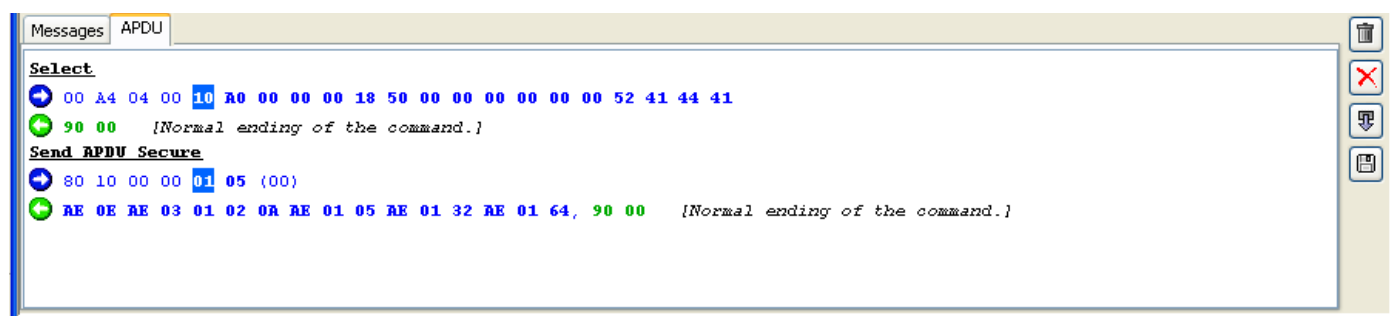 Messages APDU
Select
00 A4 04 00 10 A0 00 00 00 18 50 00 00 00 00 00 00 52 41 44 41
90 00 [Normal ending of the command.]
Send APDU Secure
80 10 00 00 01 05 (00)
AE 0E AE 03 01 02 0A AE 01 05 AE 01 32 AE 01 64, 90 00 [Normal ending of the command.]